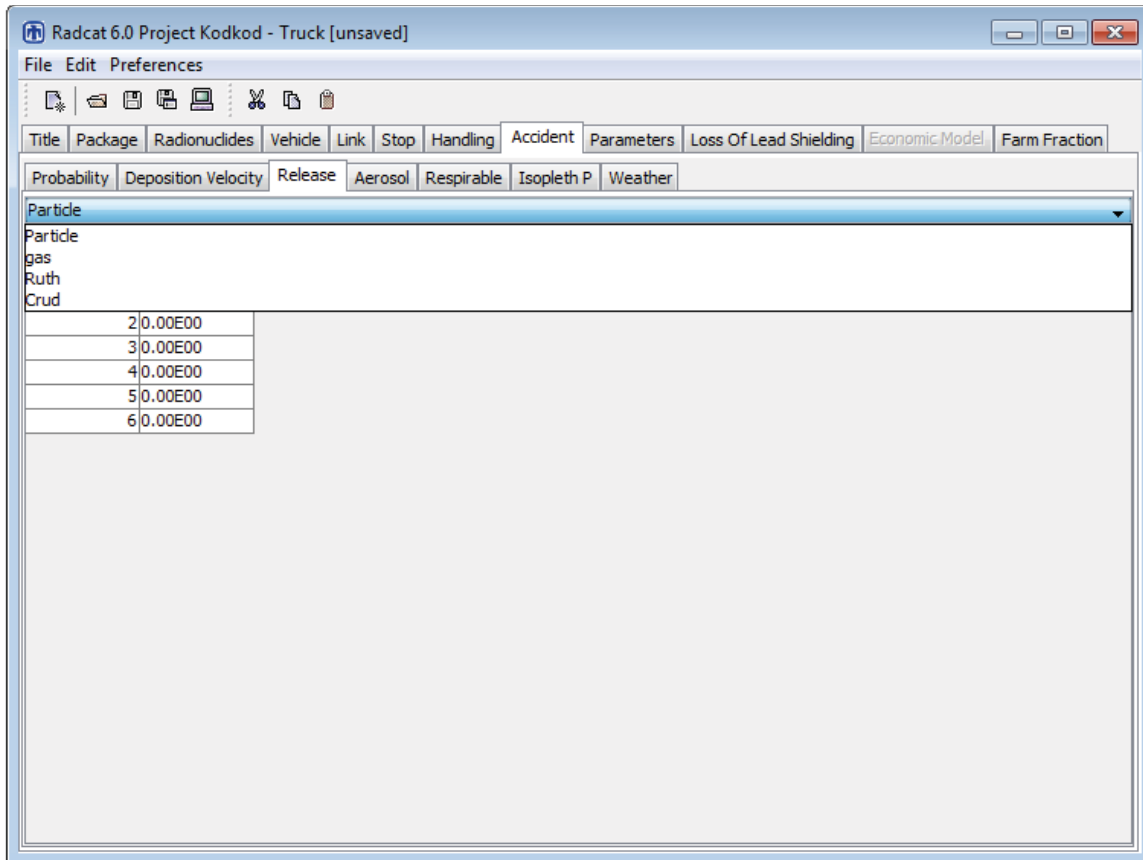 Radcat 6.0 Project Kodkod - Truck [unsaved]
File Edit Preferences
Title Package Radionuclides Vehicle Link Stop Handling Accident Parameters Loss Of Lead Shielding Economic Model Farm Fraction
Probability Deposition Velocity Release Aerosol Respirable Isopleth P Weather
Particle
Particle
gas
Ruth
Crud
2 0.00E00
3 0.00E00
4 0.00E00
5 0.00E00
6 0.00E00